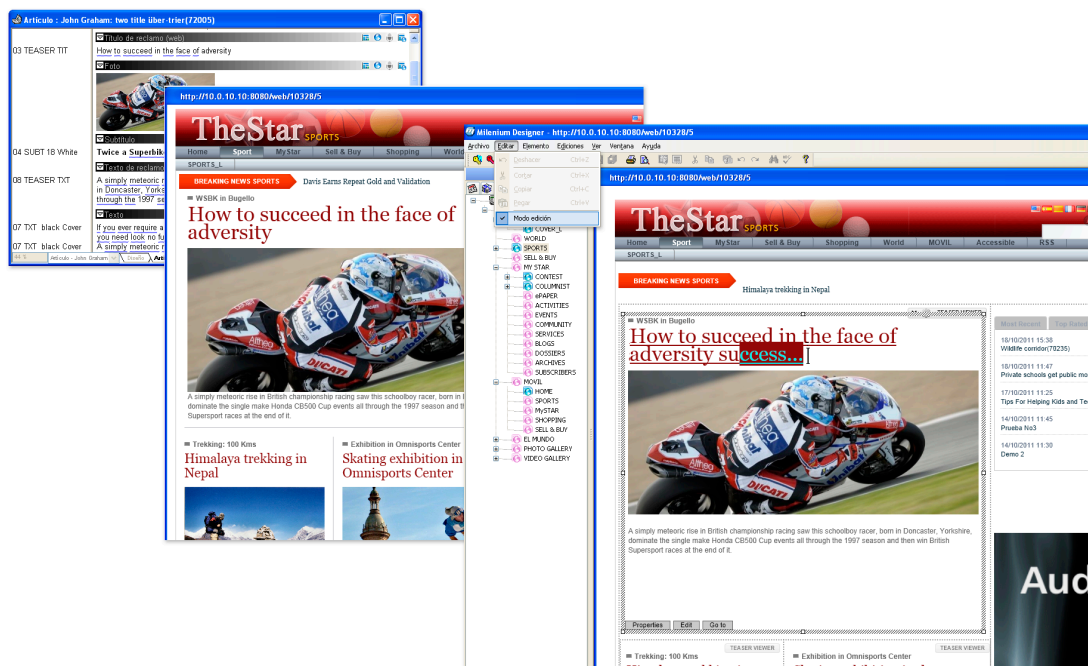 Artículo : John Graham: two title über-trier(72005)
Título de reclamo (web)
03 TEASER TIT
How to succeed in the face of adversity
Foto
Subtítulo
04 SUBT 18 White
Twice a Superbik
Texto de reclamo
08 TEASER TXT
A simply meteoric r
in Doncaster, Yorks
through the 1997 se
Texto
07 TXT black Cover
If you ever require a
you need look no fu
07 TXT black Cover
A simply meteoric r
44 %
Artículo - John Graham
Diseño
Artí
http://10.0.10.10:8080/web/10328/5
TheStar SPORTS
Home Sport MyStar Sell & Buy Shopping World
SPORTS_L
BREAKING NEWS SPORTS
Davis Earns Repeat Gold and Validation
WSBK in Bugello
How to succeed in the face of
adversity
A simply meteoric rise in British championship racing saw this schoolboy racer, born in
dominate the single make Honda CB500 Cup events all through the 1997 season and t
Supersport races at the end of it.
Trekking: 100 Kms
Himalaya trekking in
Nepal
Exhibition in Omnisports Center
Skating exhibition in
Omnisports Center
Milenium Designer - http://10.0.10.10:8080/web/10328/5
Archivo Editar Elemento Ediciones Ver Ventana Ayuda
Deshacer Ctrl+Z
Cortar Ctrl+X
Copiar Ctrl+C
Pegar Ctrl+V
Modo edición
COVER_L
WORLD
SPORTS
SELL & BUY
MY STAR
CONTEST
COLUMNIST
ePAPER
ACTIVITIES
EVENTS
COMMUNITY
SERVICES
BLOGS
DOSSIERS
ARCHIVES
SUBSCRIBERS
MOVIL
HOME
SPORTS
MySTAR
SHOPPING
SELL & BUY
EL MUNDO
PHOTO GALLERY
VIDEO GALLERY
http://10.0.10.10:8080/web/10328/5
TheStar SPORTS
Home Sport MyStar Sell & Buy Shopping World MOVIL Accessible RSS
SPORTS_L
BREAKING NEWS SPORTS
Himalaya trekking in Nepal
TEASER VIEWER
WSBK in Bugello
How to succeed in the face of
adversity success...
A simply meteoric rise in British championship racing saw this schoolboy racer, born in Doncaster, Yorkshire,
dominate the single make Honda CB500 Cup events all through the 1997 season and then win British
Supersport races at the end of it.
Properties Edit Go to
Most Recent Top Rated
18/10/2011 15:38
Wildlife corridor(70235)
18/10/2011 11:47
Private schools get public mo
17/10/2011 11:25
Tips For Helping Kids and Te
14/10/2011 11:45
Prueba No3
14/10/2011 11:30
Demo 2
Aud
TEASER VIEWER
Trekking: 100 Kms
TEASER VIEWER
Exhibition in Omnisports Center